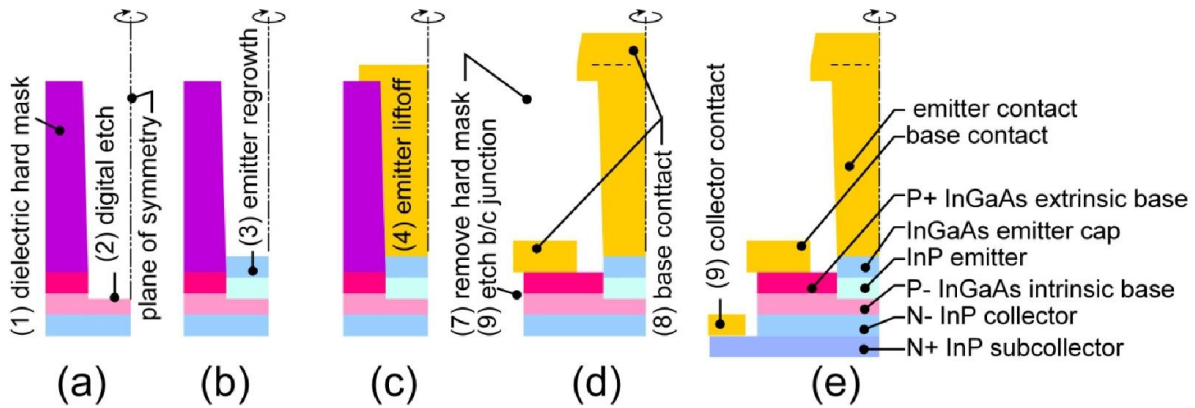 (1) dielectric hard mask
(2) digital etch
plane of symmetry
(a)
(3) emitter regrowth
(b)
(4) emitter liftoff
(c)
(7) remove hard mask
(9) etch b/c junction
(8) base conttact
(d)
(9) collector conttact
emitter contact
base contact
P+ InGaAs extrinsic base
InGaAs emitter cap
InP emitter
P- InGaAs intrinsic base
N- InP collector
N+ InP subcollector
(e)